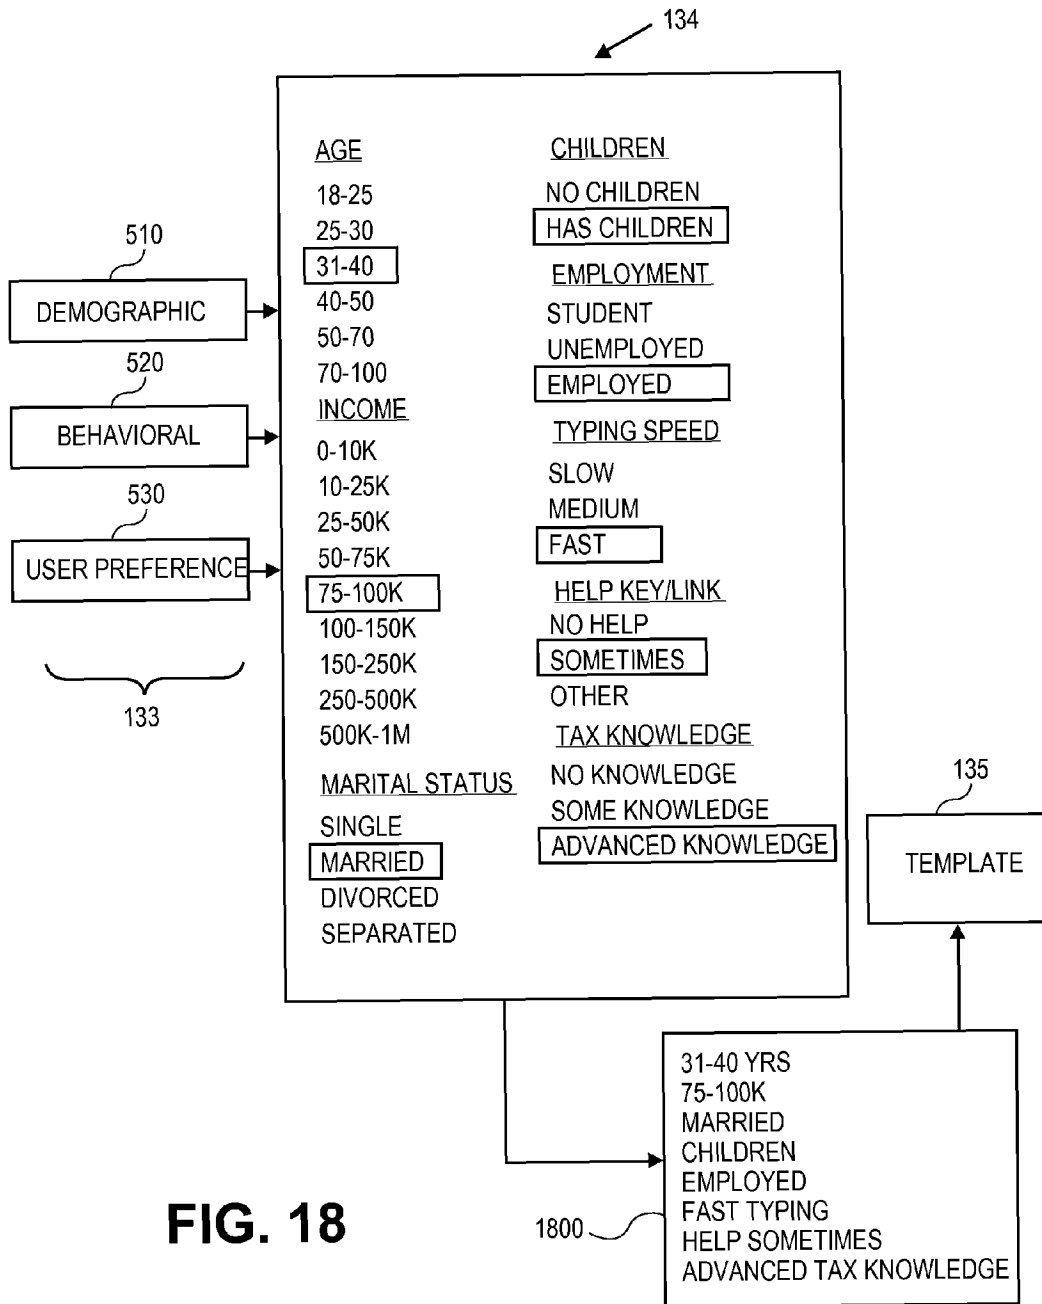 134
AGE
18-25
25-30
31-40
40-50
50-70
70-100
INCOME
0-10K
10-25K
25-50K
50-75K
75-100K
100-150K
150-250K
250-500K
500K-1M
MARITAL STATUS
SINGLE
MARRIED
DIVORCED
SEPARATED
CHILDREN
NO CHILDREN
HAS CHILDREN
EMPLOYMENT
STUDENT
UNEMPLOYED
EMPLOYED
TYPING SPEED
SLOW
MEDIUM
FAST
HELP KEY/LINK
NO HELP
SOMETIMES
OTHER
TAX KNOWLEDGE
NO KNOWLEDGE
SOME KNOWLEDGE
ADVANCED KNOWLEDGE
510
DEMOGRAPHIC
520
BEHAVIORAL
530
USER PREFERENCE
133
135
TEMPLATE
31-40 YRS
75-100K
MARRIED
CHILDREN
EMPLOYED
FAST TYPING
HELP SOMETIMES
ADVANCED TAX KNOWLEDGE
1800
FIG. 18